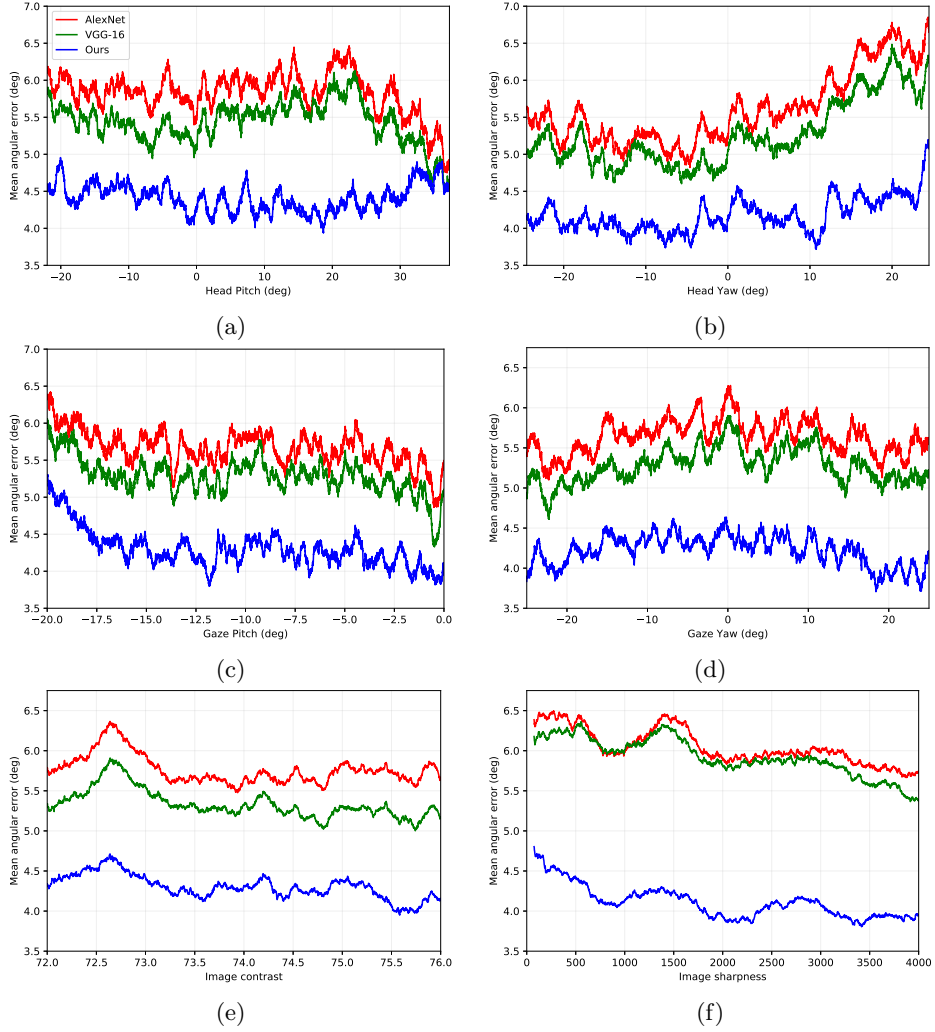 AlexNet
VGG-16
Ours
7.0
6.5
6.0
5.5
5.0
4.5
4.0
3.5
Mean angular error (deg)
−20 −10 0 10 20 30
Head Pitch (deg)
(a)
7.0
6.5
6.0
5.5
5.0
4.5
4.0
3.5
Mean angular error (deg)
−20 −10 0 10 20
Head Yaw (deg)
(b)
7.0
6.5
6.0
5.5
5.0
4.5
4.0
3.5
Mean angular error (deg)
−20.0 −17.5 −15.0 −12.5 −10.0 −7.5 −5.0 −2.5 0.0
Gaze Pitch (deg)
(c)
6.5
6.0
5.5
5.0
4.5
4.0
3.5
Mean angular error (deg)
−20 −10 0 10 20
Gaze Yaw (deg)
(d)
6.5
6.0
5.5
5.0
4.5
4.0
3.5
Mean angular error (deg)
72.0 72.5 73.0 73.5 74.0 74.5 75.0 75.5 76.0
Image contrast
(e)
6.5
6.0
5.5
5.0
4.5
4.0
3.5
Mean angular error (deg)
0 500 1000 1500 2000 2500 3000 3500 4000
Image sharpness
(f)